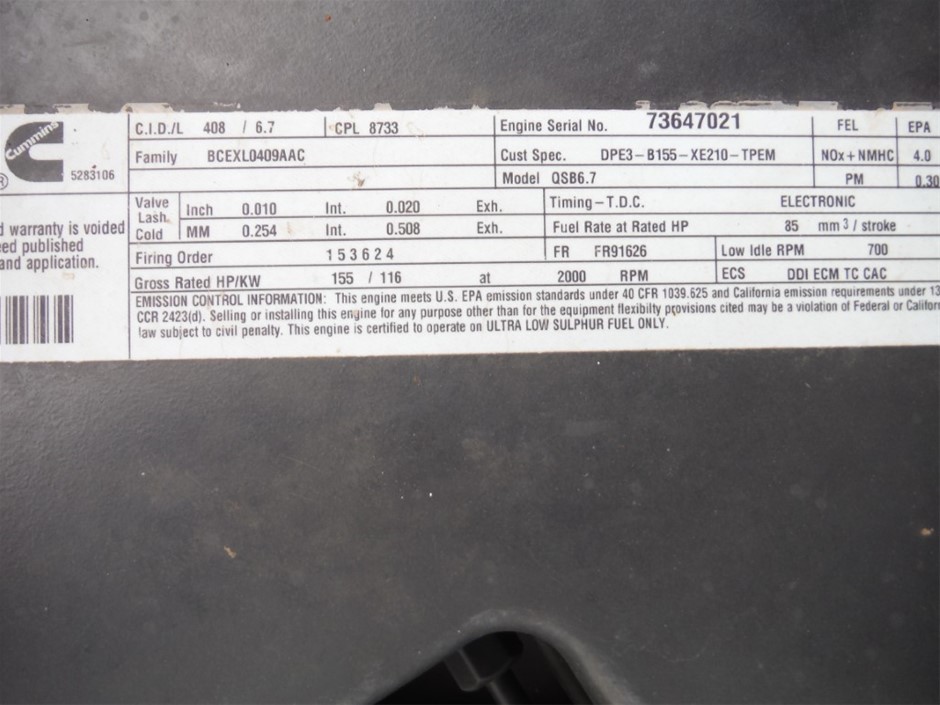 Cummins
®
5283106
d warranty is voided
eed published
and application.
C.I.D./L 408 / 6.7 CPL 8733 Engine Serial No. 73647021 FEL EPA
Family BCEXL0409AAC Cust Spec. DPE3-B155-XE210-TPEM NOx+NMHC 4.0
Model QSB6.7 PM 0.30
Valve Lash Cold Inch 0.010 Int. 0.020 Exh. Timing-T.D.C. ELECTRONIC
MM 0.254 Int. 0.508 Exh. Fuel Rate at Rated HP 85 mm3 / stroke
Firing Order 153624 FR FR91626 Low Idle RPM 700
Gross Rated HP/KW 155 / 116 at 2000 RPM ECS DDI ECM TC CAC
EMISSION CONTROL INFORMATION: This engine meets U.S. EPA emission standards under 40 CFR 1039.625 and California emission requirements under 13
CCR 2423(d). Selling or installing this engine for any purpose other than for the equipment flexibilty provisions cited may be a violation of Federal or Californ
law subject to civil penalty. This engine is certified to operate on ULTRA LOW SULPHUR FUEL ONLY.